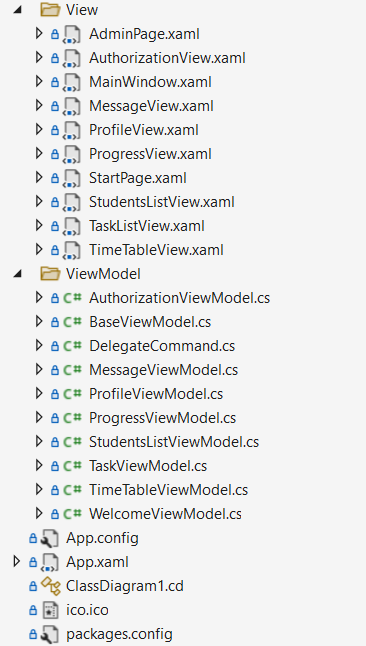 View
AdminPage.xaml
AuthorizationView.xaml
MainWindow.xaml
MessageView.xaml
ProfileView.xaml
ProgressView.xaml
StartPage.xaml
StudentsListView.xaml
TaskListView.xaml
TimeTableView.xaml
ViewModel
C# AuthorizationViewModel.cs
C# BaseViewModel.cs
C# DelegateCommand.cs
C# MessageViewModel.cs
C# ProfileViewModel.cs
C# ProgressViewModel.cs
C# StudentsListViewModel.cs
C# TaskViewModel.cs
C# TimeTableViewModel.cs
C# WelcomeViewModel.cs
App.config
App.xaml
ClassDiagram1.cd
ico.ico
packages.config